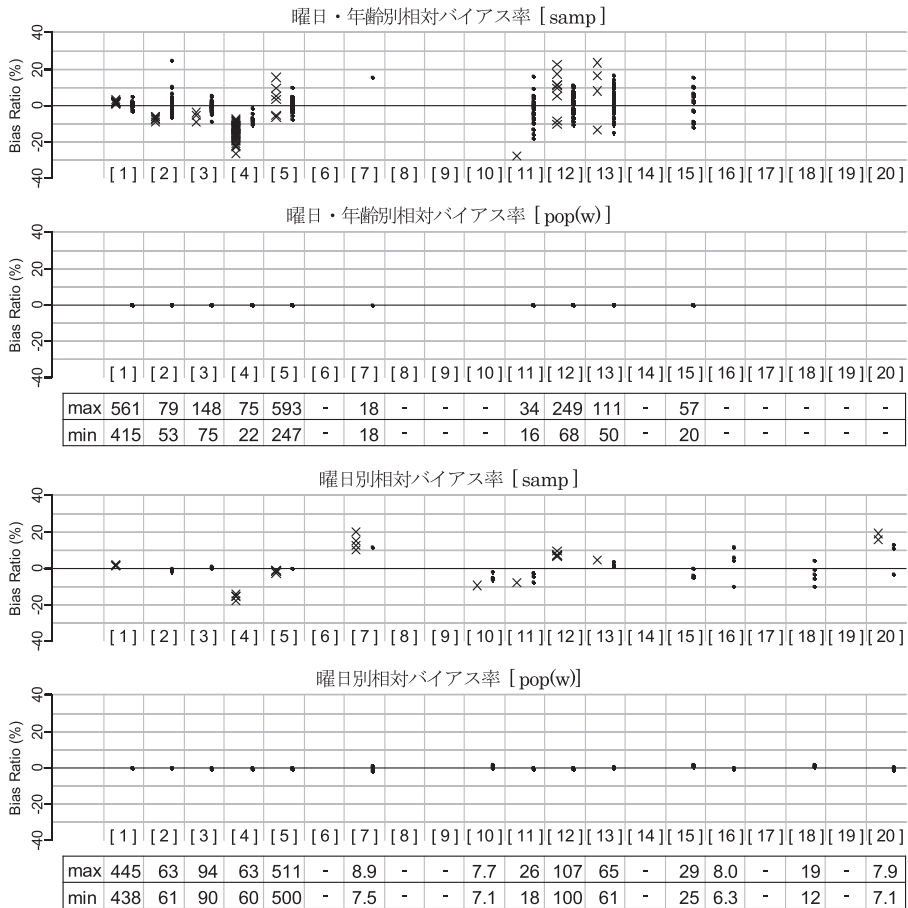 曜日・年齢別相対バイアス率 [ samp ]
Bias Ratio (%)
40
20
0
-20
-40
[ 1 ] [ 2 ] [ 3 ] [ 4 ] [ 5 ] [ 6 ] [ 7 ] [ 8 ] [ 9 ] [ 10 ] [ 11 ] [ 12 ] [ 13 ] [ 14 ] [ 15 ] [ 16 ] [ 17 ] [ 18 ] [ 19 ] [ 20 ]
曜日・年齢別相対バイアス率 [ pop(w) ]
Bias Ratio (%)
40
20
0
-20
-40
[ 1 ] [ 2 ] [ 3 ] [ 4 ] [ 5 ] [ 6 ] [ 7 ] [ 8 ] [ 9 ] [ 10 ] [ 11 ] [ 12 ] [ 13 ] [ 14 ] [ 15 ] [ 16 ] [ 17 ] [ 18 ] [ 19 ] [ 20 ]
max 561 79 148 75 593 - 18 - - - 34 249 111 - 57 - - - - -
min 415 53 75 22 247 - 18 - - - 16 68 50 - 20 - - - - -
曜日別相対バイアス率 [ samp ]
Bias Ratio (%)
40
20
0
-20
-40
[ 1 ] [ 2 ] [ 3 ] [ 4 ] [ 5 ] [ 6 ] [ 7 ] [ 8 ] [ 9 ] [ 10 ] [ 11 ] [ 12 ] [ 13 ] [ 14 ] [ 15 ] [ 16 ] [ 17 ] [ 18 ] [ 19 ] [ 20 ]
曜日別相対バイアス率 [ pop(w)]
Bias Ratio (%)
40
20
0
-20
-40
[ 1 ] [ 2 ] [ 3 ] [ 4 ] [ 5 ] [ 6 ] [ 7 ] [ 8 ] [ 9 ] [ 10 ] [ 11 ] [ 12 ] [ 13 ] [ 14 ] [ 15 ] [ 16 ] [ 17 ] [ 18 ] [ 19 ] [ 20 ]
max 445 63 94 63 511 - 8.9 - - 7.7 26 107 65 - 29 8.0 - 19 - 7.9
min 438 61 90 60 500 - 7.5 - - 7.1 18 100 61 - 25 6.3 - 12 - 7.1